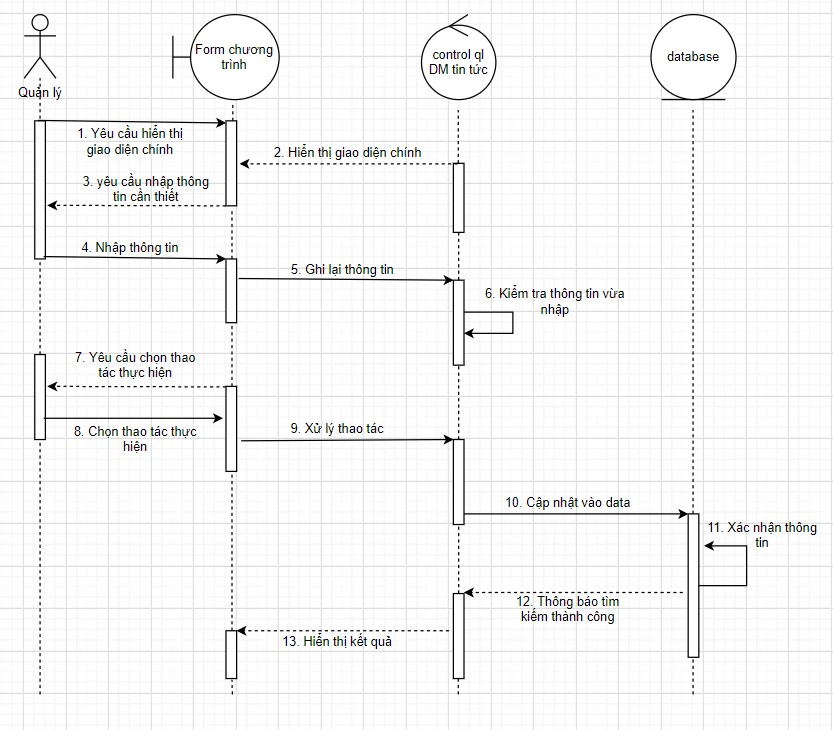 Form chương
trình
control ql
DM tin tức
database
Quản lý
1. Yêu cầu hiển thị
giao diện chính
2. Hiển thị giao diện chính
3. yêu cầu nhập thông
tin cần thiết
4. Nhập thông tin
5. Ghi lại thông tin
6. Kiểm tra thông tin vừa
nhập
7. Yêu cầu chọn thao
tác thực hiện
8. Chọn thao tác thực
hiện
9. Xử lý thao tác
10. Cập nhật vào data
11. Xác nhận thông
tin
12. Thông báo tìm
kiếm thành công
13. Hiển thị kết quả